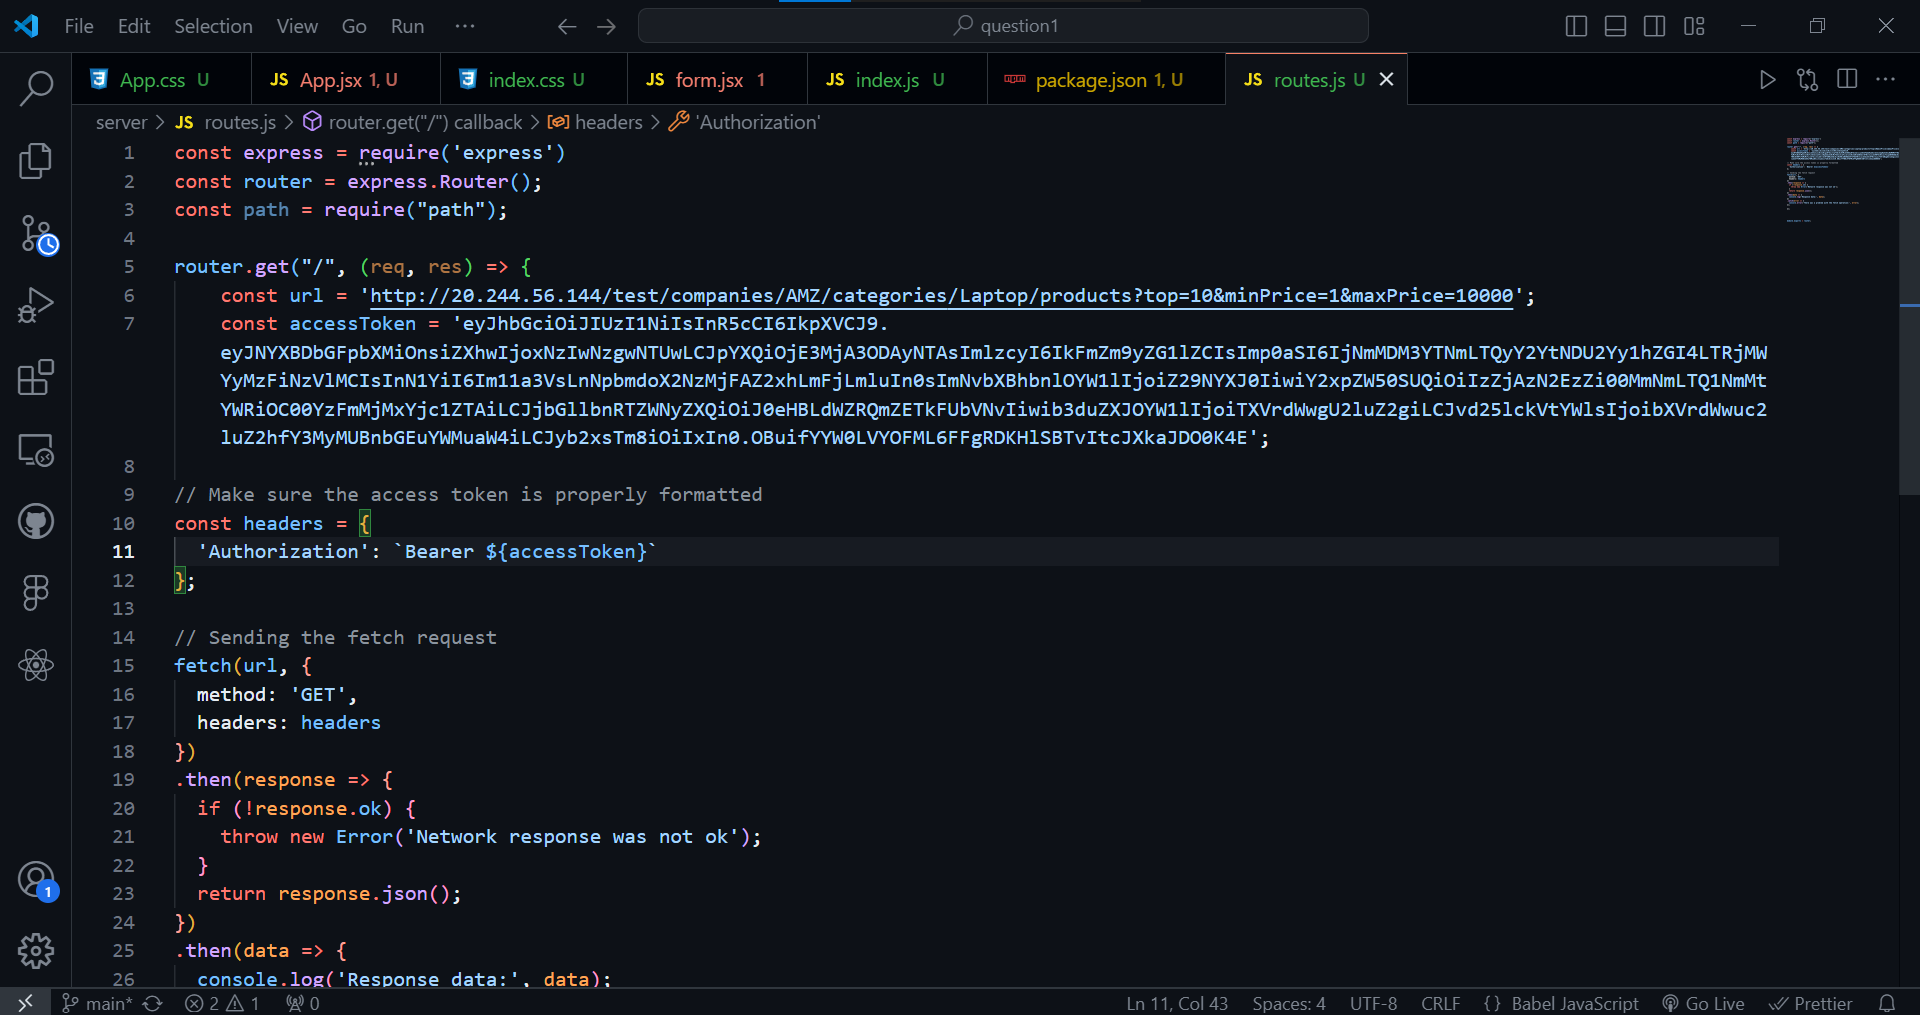 File Edit Selection View Go Run ··· question1
App.css U JS App.jsx 1, U index.css U JS form.jsx 1 JS index.js U package.json 1, U JS routes.js U
server > JS routes.js > router.get("/") callback > headers > 'Authorization'
1 const express = require('express')
2 const router = express.Router();
3 const path = require("path");
4
5 router.get("/", (req, res) => {
6 const url = 'http://20.244.56.144/test/companies/AMZ/categories/Laptop/products?top=10&minPrice=1&maxPrice=10000';
7 const accessToken = 'eyJhbGciOiJIUzI1NiIsInR5cCI6IkpXVCJ9.
8
9 // Make sure the access token is properly formatted
10 const headers = {
11 'Authorization': `Bearer ${accessToken}`
12 };
13
14 // Sending the fetch request
15 fetch(url, {
16 method: 'GET',
17 headers: headers
18 })
19 .then(response => {
20 if (!response.ok) {
21 throw new Error('Network response was not ok');
22 }
23 return response.json();
24 })
25 .then(data => {
26 console.log('Response data:', data);
1
main* 2 1 0 Ln 11, Col 43 Spaces: 4 UTF-8 CRLF {} Babel JavaScript Go Live Prettier